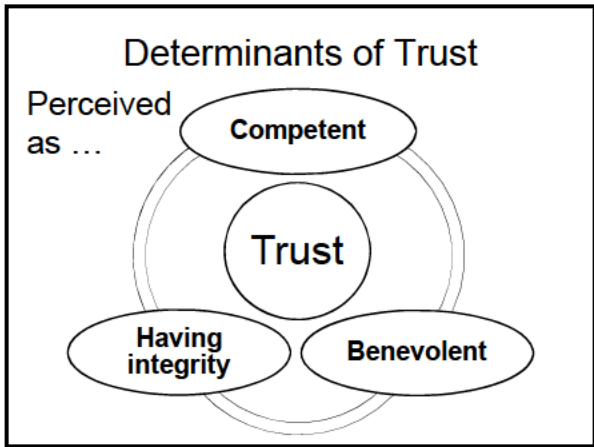 Determinants of Trust
Perceived
as …
Competent
Trust
Having
integrity
Benevolent